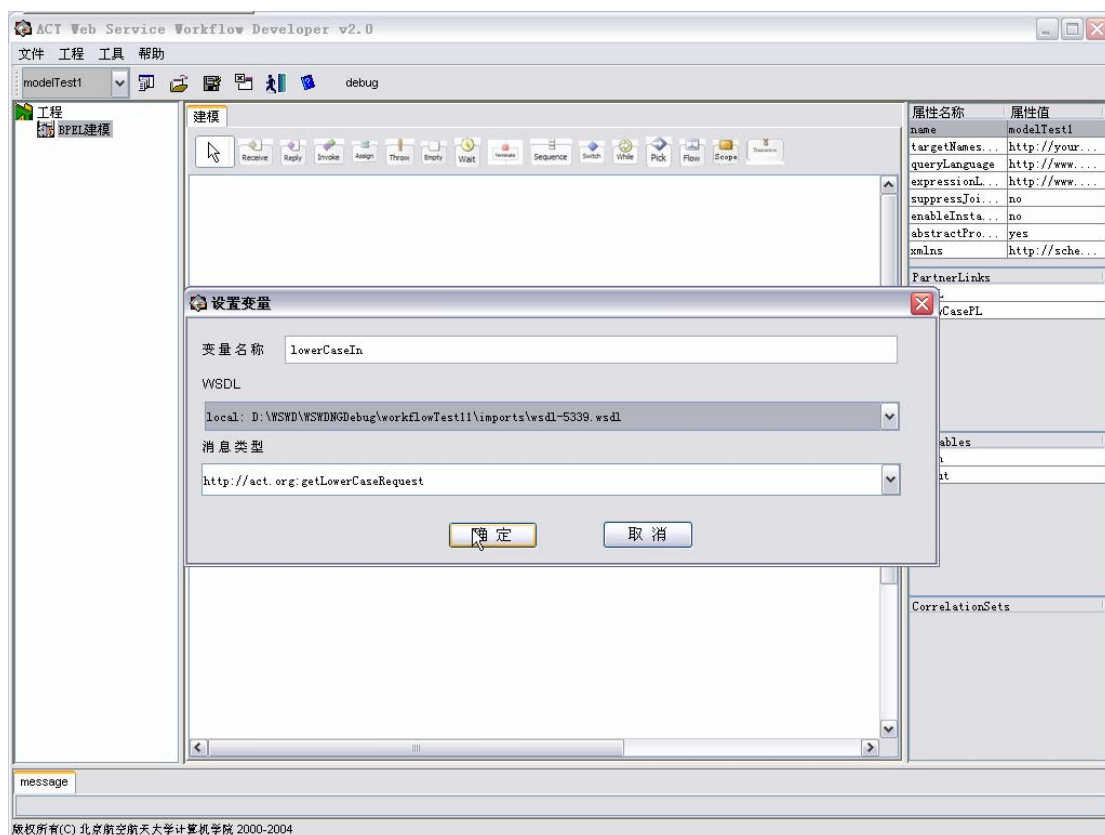 ACT Web Service Workflow Developer v2.0
文件 工程 工具 帮助
modelTest1 debug
工程
BPEL建模
建模
Receive Reply Invoke Assign Throw Empty Wait Terminate Sequence Switch While Pick Flow Scope
属性名称 属性值
name modelTest1
targetNames... http://your...
queryLanguage http://www....
expressionL... http://www....
suppressJoi... no
enableInsta... no
abstractPro... yes
xmlns http://sche...
PartnerLinks
设置变量
变量名称 lowerCaseIn
WSDL
local: D:\WSWD\WSWDNGDebug\workflowTest11\imports\wsdl-5339.wsdl
消息类型
http://act.org:getLowerCaseRequest
确定 取消
CorrelationSets
message
版权所有(C) 北京航空航天大学计算机学院 2000-2004